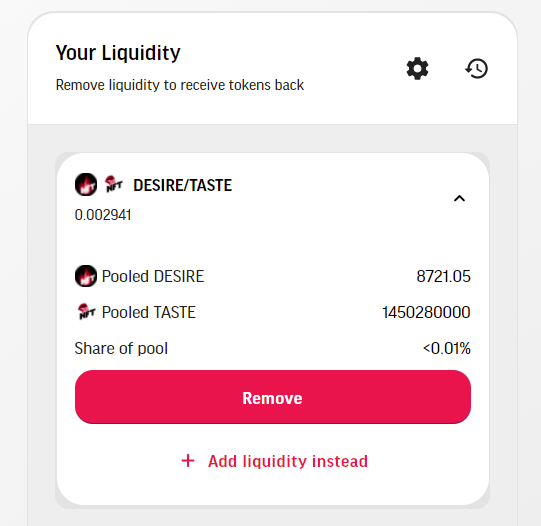 Your Liquidity
Remove liquidity to receive tokens back
NFT DESIRE/TASTE
0.002941
Pooled DESIRE 8721.05
NFT Pooled TASTE 1450280000
Share of pool <0.01%
Remove
+ Add liquidity instead